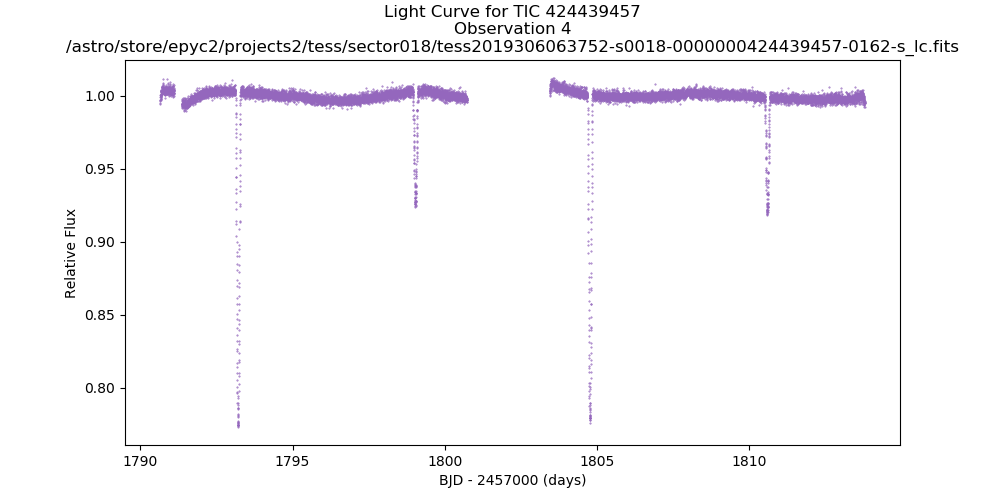 Light Curve for TIC 424439457
Observation 4
/astro/store/epyc2/projects2/tess/sector018/tess2019306063752-s0018-0000000424439457-0162-s_lc.fits
Relative Flux
1.00
0.95
0.90
0.85
0.80
1790
1795
1800
1805
1810
BJD - 2457000 (days)